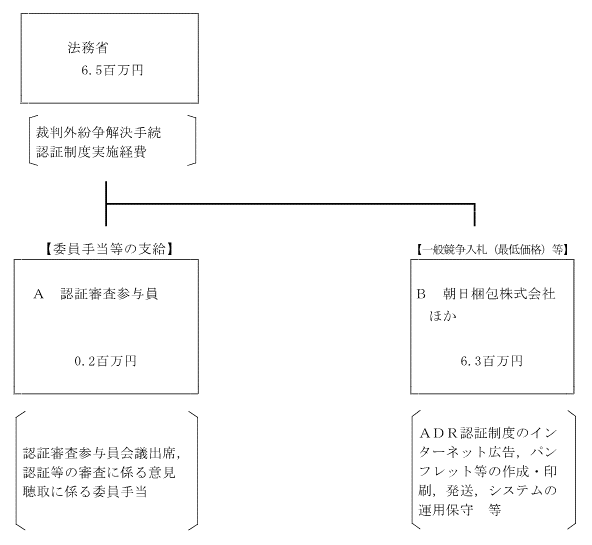 法務省
6.5百万円
裁判外紛争解決手続
認証制度実施経費
【委員手当等の支給】
【一般競争入札（最低価格）等】
Ａ　認証審査参与員
0.2百万円
Ｂ　朝日梱包株式会社
ほか
6.3百万円
認証審査参与員会議出席，
認証等の審査に係る意見
聴取に係る委員手当
ＡＤＲ認証制度のイン
ターネット広告，パン
フレット等の作成・印
刷，発送，システムの
運用保守　等